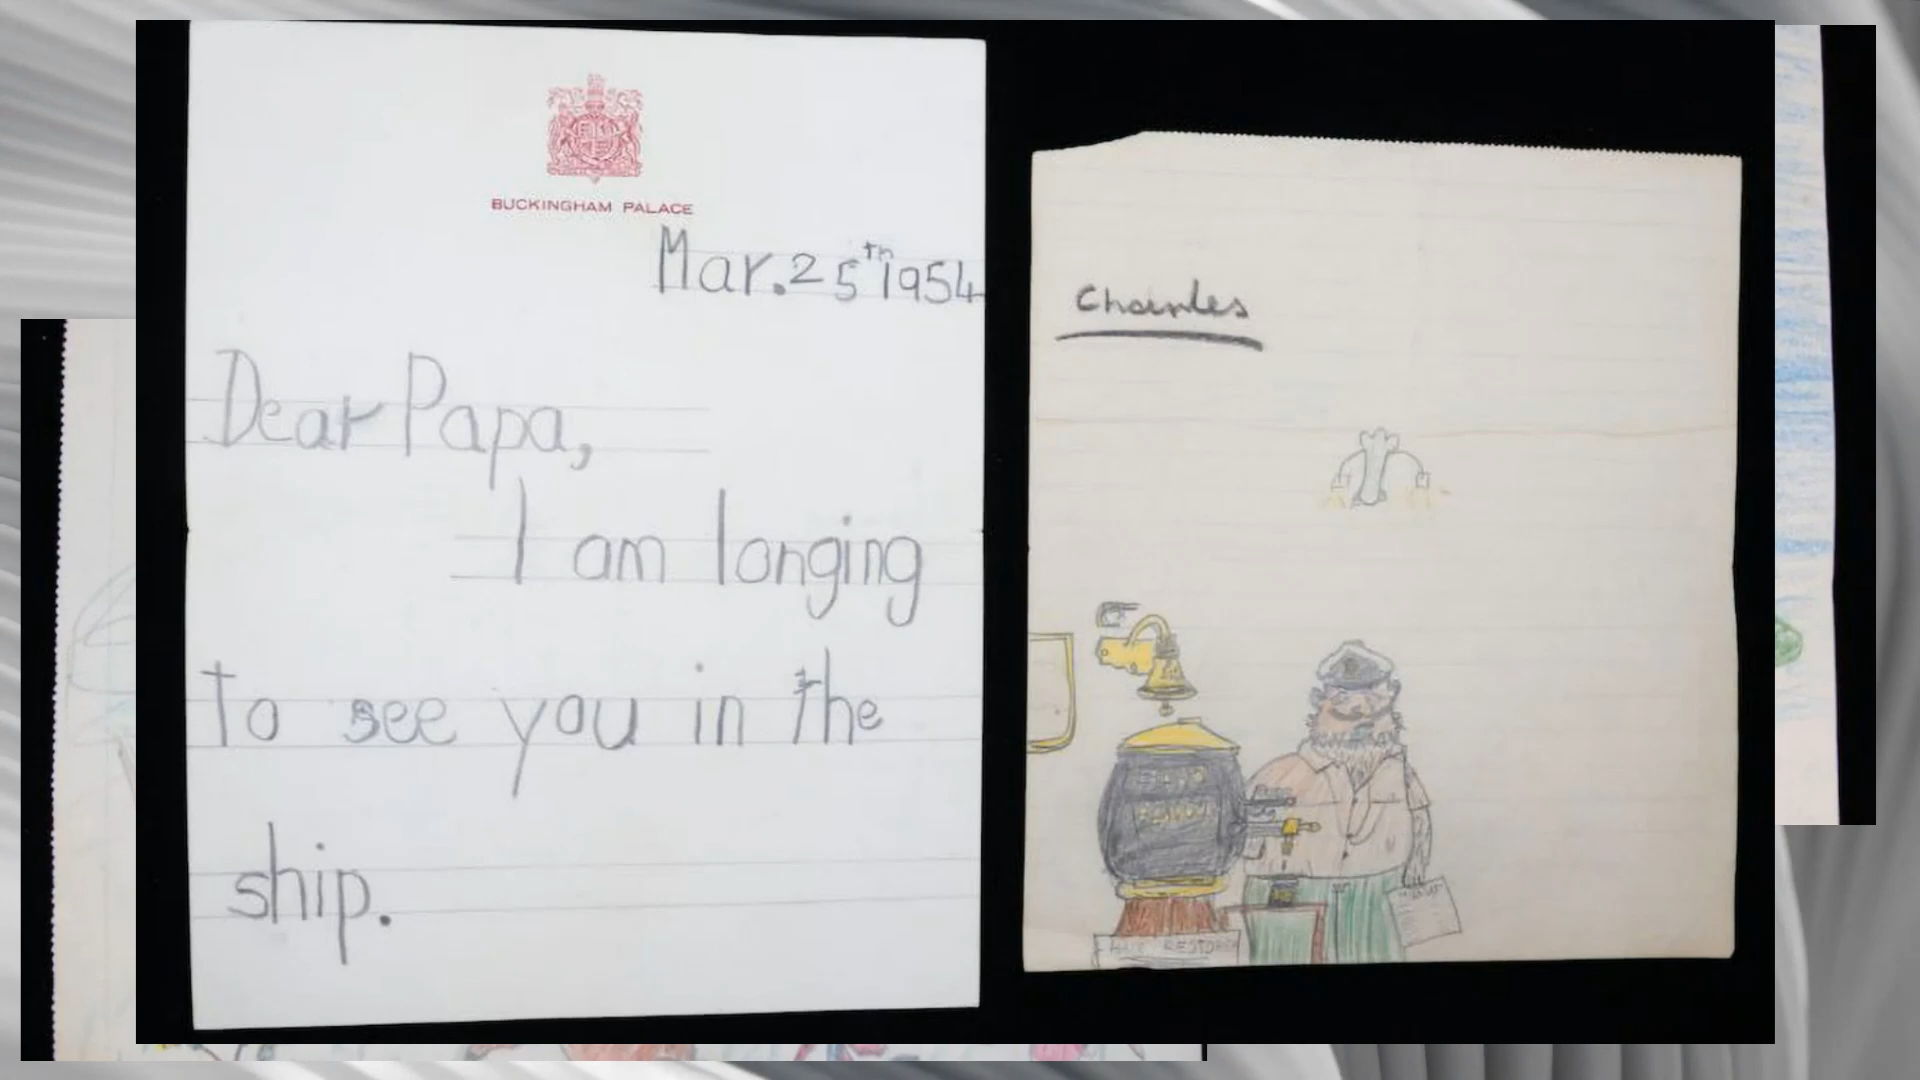 BUCKINGHAM PALACE
Mar. 25th 1954
Dear Papa,
I am longing
to see you in the
ship.
Charles